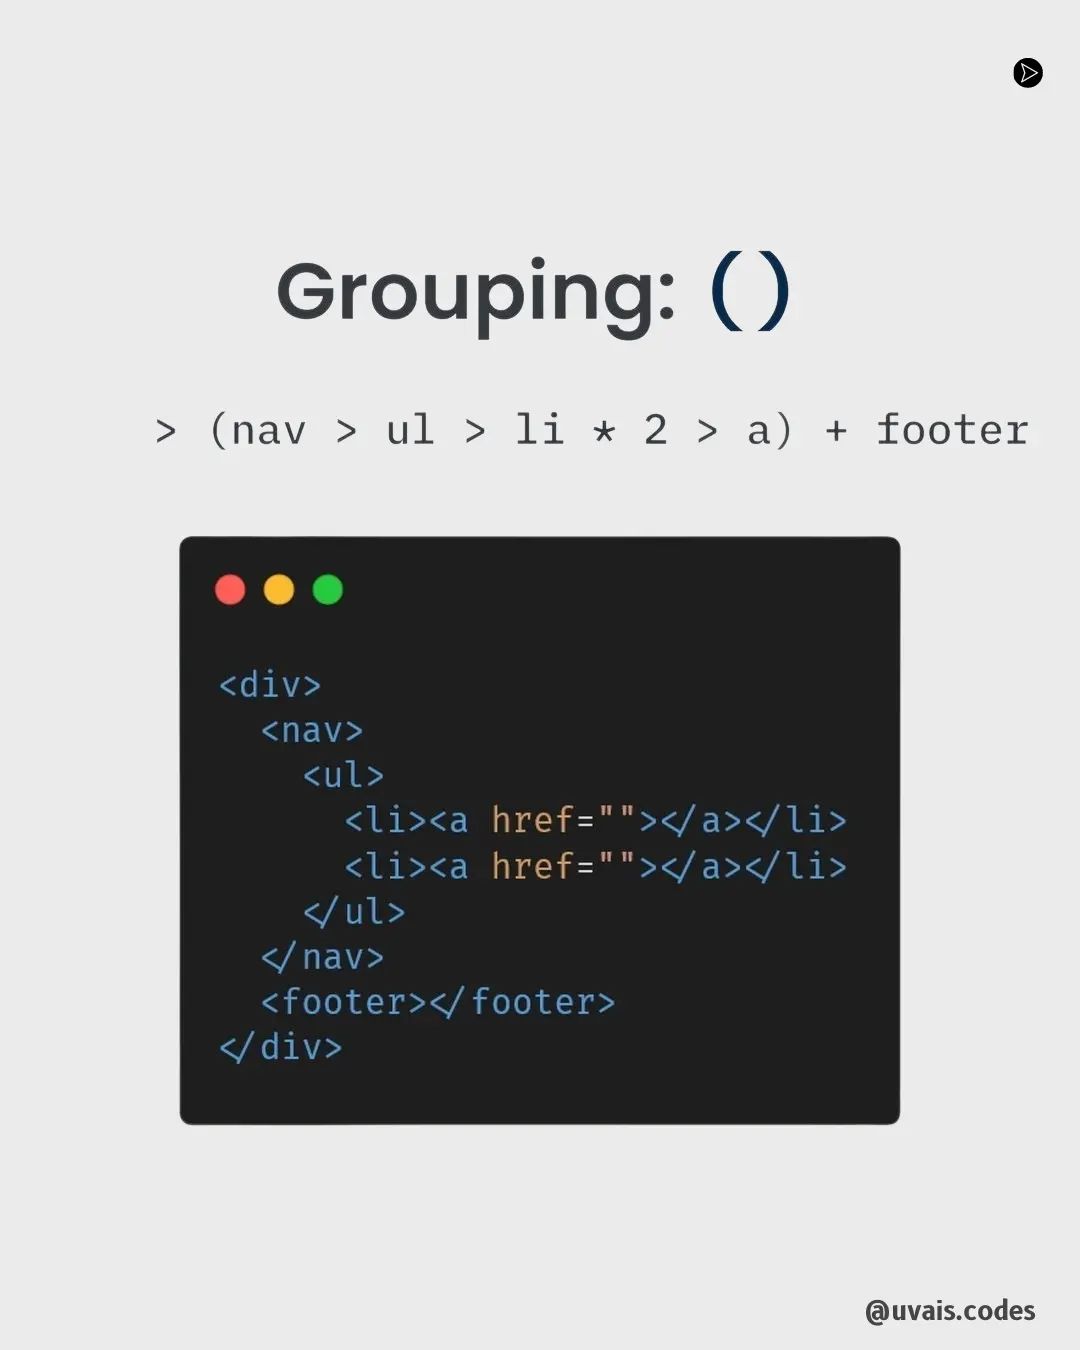 Grouping: ()
> (nav > ul > li * 2 > a) + footer
<div>
  <nav>
    <ul>
      <li><a href=""></a></li>
      <li><a href=""></a></li>
    </ul>
  </nav>
  <footer></footer>
</div>
@uvais.codes